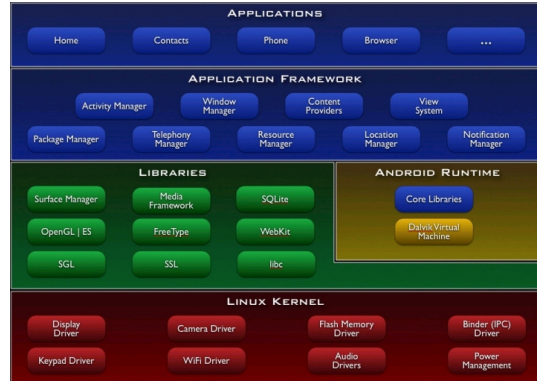 APPLICATIONS
Home
Contacts
Phone
Browser
...
APPLICATION FRAMEWORK
Activity Manager
Window
Manager
Content
Providers
View
System
Package Manager
Telephony
Manager
Resource
Manager
Location
Manager
Notification
Manager
LIBRARIES
Surface Manager
Media
Framework
SQLite
OpenGL | ES
FreeType
WebKit
SGL
SSL
libc
ANDROID RUNTIME
Core Libraries
Dalvik Virtual
Machine
LINUX KERNEL
Display
Driver
Camera Driver
Flash Memory
Driver
Binder (IPC)
Driver
Keypad Driver
WiFi Driver
Audio
Drivers
Power
Management